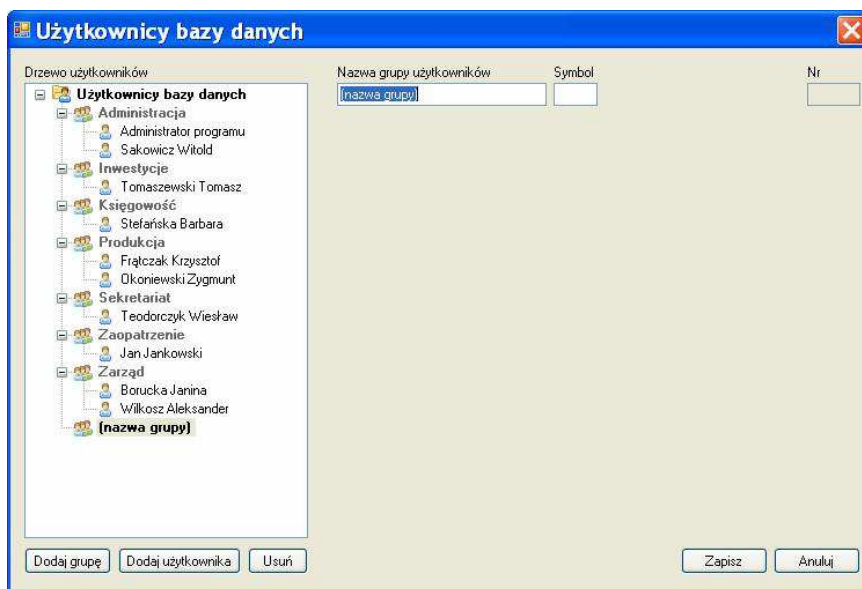 Użytkownicy bazy danych
Drzewo użytkowników
Nazwa grupy użytkowników
Symbol
Nr
Użytkownicy bazy danych
(nazwa grupy)
Administracja
Administrator programu
Sakowicz Witold
Inwestycje
Tomaszewski Tomasz
Księgowość
Stefańska Barbara
Produkcja
Frątczak Krzysztof
Okoniewski Zygmunt
Sekretariat
Teodorczyk Wiesław
Zaopatrzenie
Jan Jankowski
Zarząd
Borucka Janina
Wilkosz Aleksander
(nazwa grupy)
Dodaj grupę
Dodaj użytkownika
Usuń
Zapisz
Anuluj